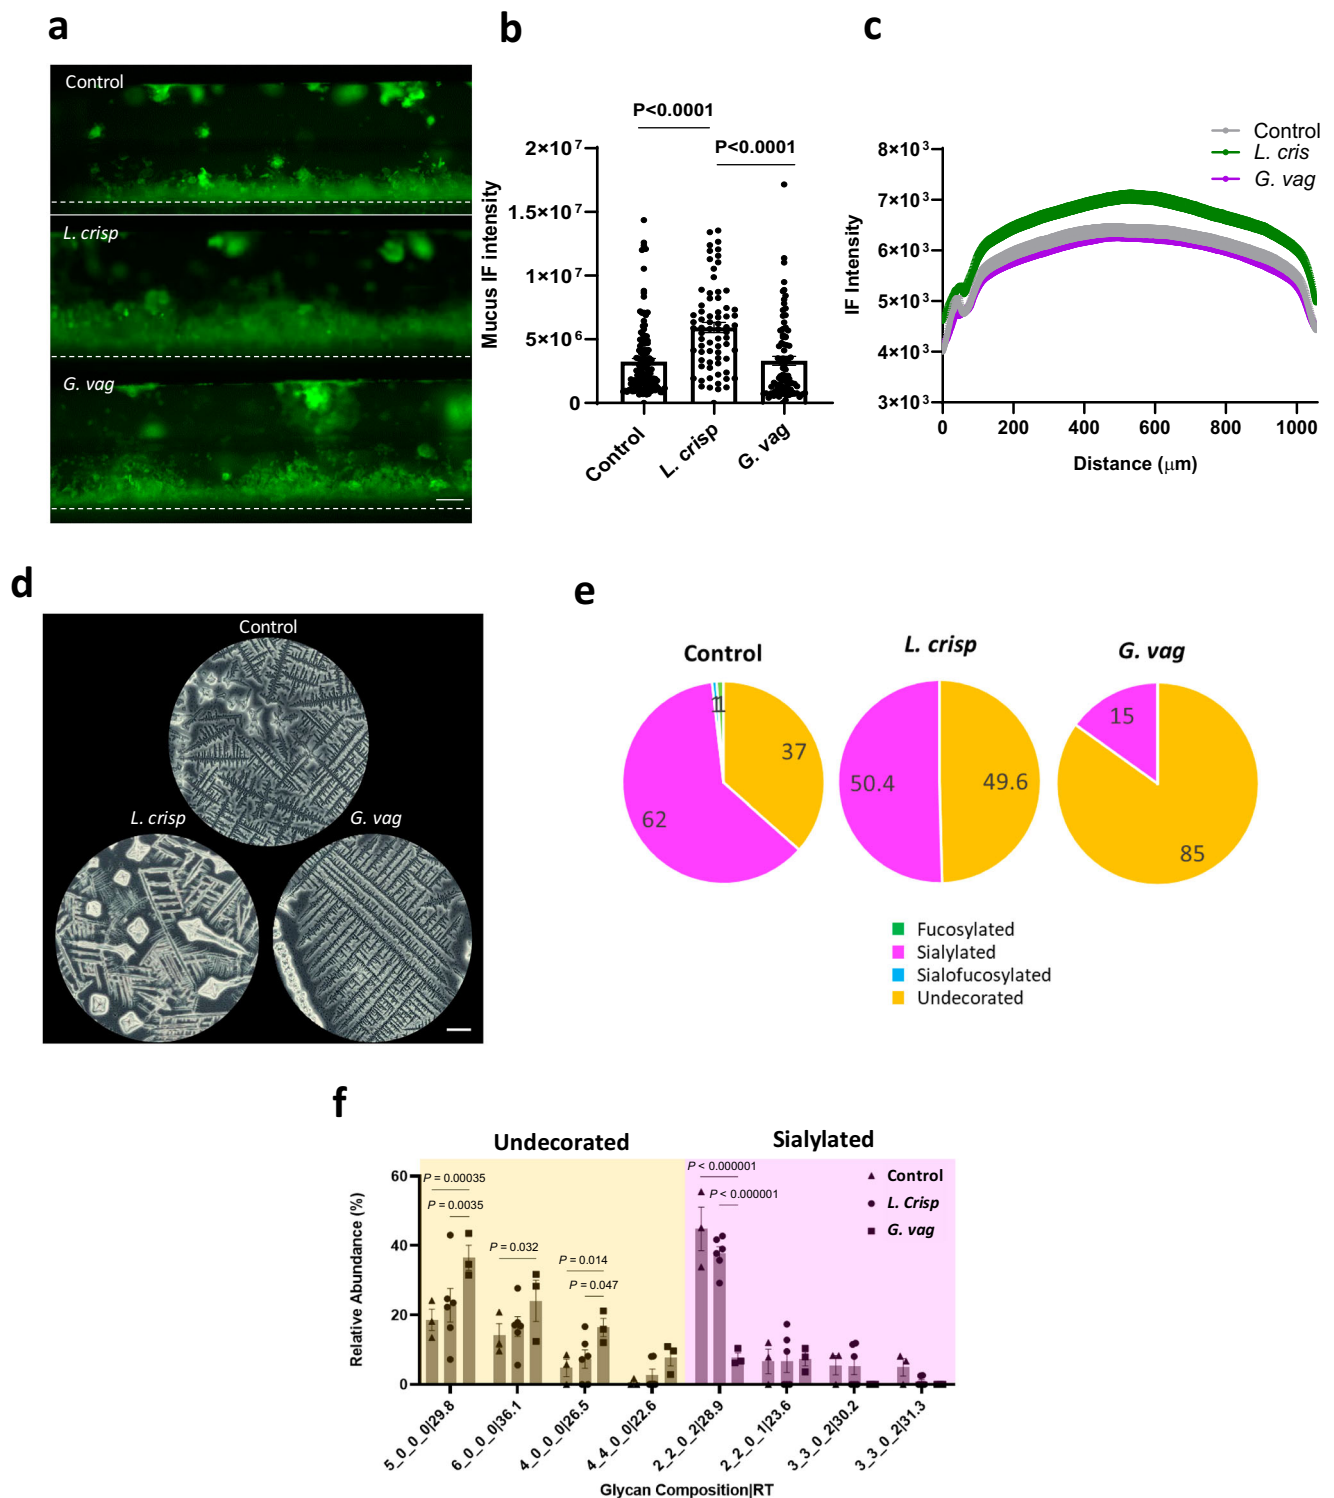 a
Control
L. crisp
G. vag
b
P<0.0001
P<0.0001
Mucus IF intensity
2×10⁷
1.5×10⁷
1×10⁷
5×10⁶
0
Control
L. crisp
G. vag
c
Control
L. cris
G. vag
IF Intensity
8×10³
7×10³
6×10³
5×10³
4×10³
3×10³
0 200 400 600 800 1000
Distance (μm)
d
Control
L. crisp
G. vag
e
Control
L. crisp
G. vag
1 1
37
62
50.4
49.6
15
85
Fucosylated
Sialylated
Sialofucosylated
Undecorated
f
Undecorated
Sialylated
Relative Abundance (%)
60
40
20
0
P = 0.00035
P = 0.0035
P = 0.032
P = 0.014
P = 0.047
P < 0.000001
P < 0.000001
Control
L. Crisp
G. vag
5_0_0_0|29.8
6_0_0_0|36.1
4_0_0_0|26.5
4_4_0_0|22.6
2_2_0_2|28.9
2_2_0_1|23.6
3_3_0_2|30.2
3_3_0_2|31.3
Glycan Composition|RT